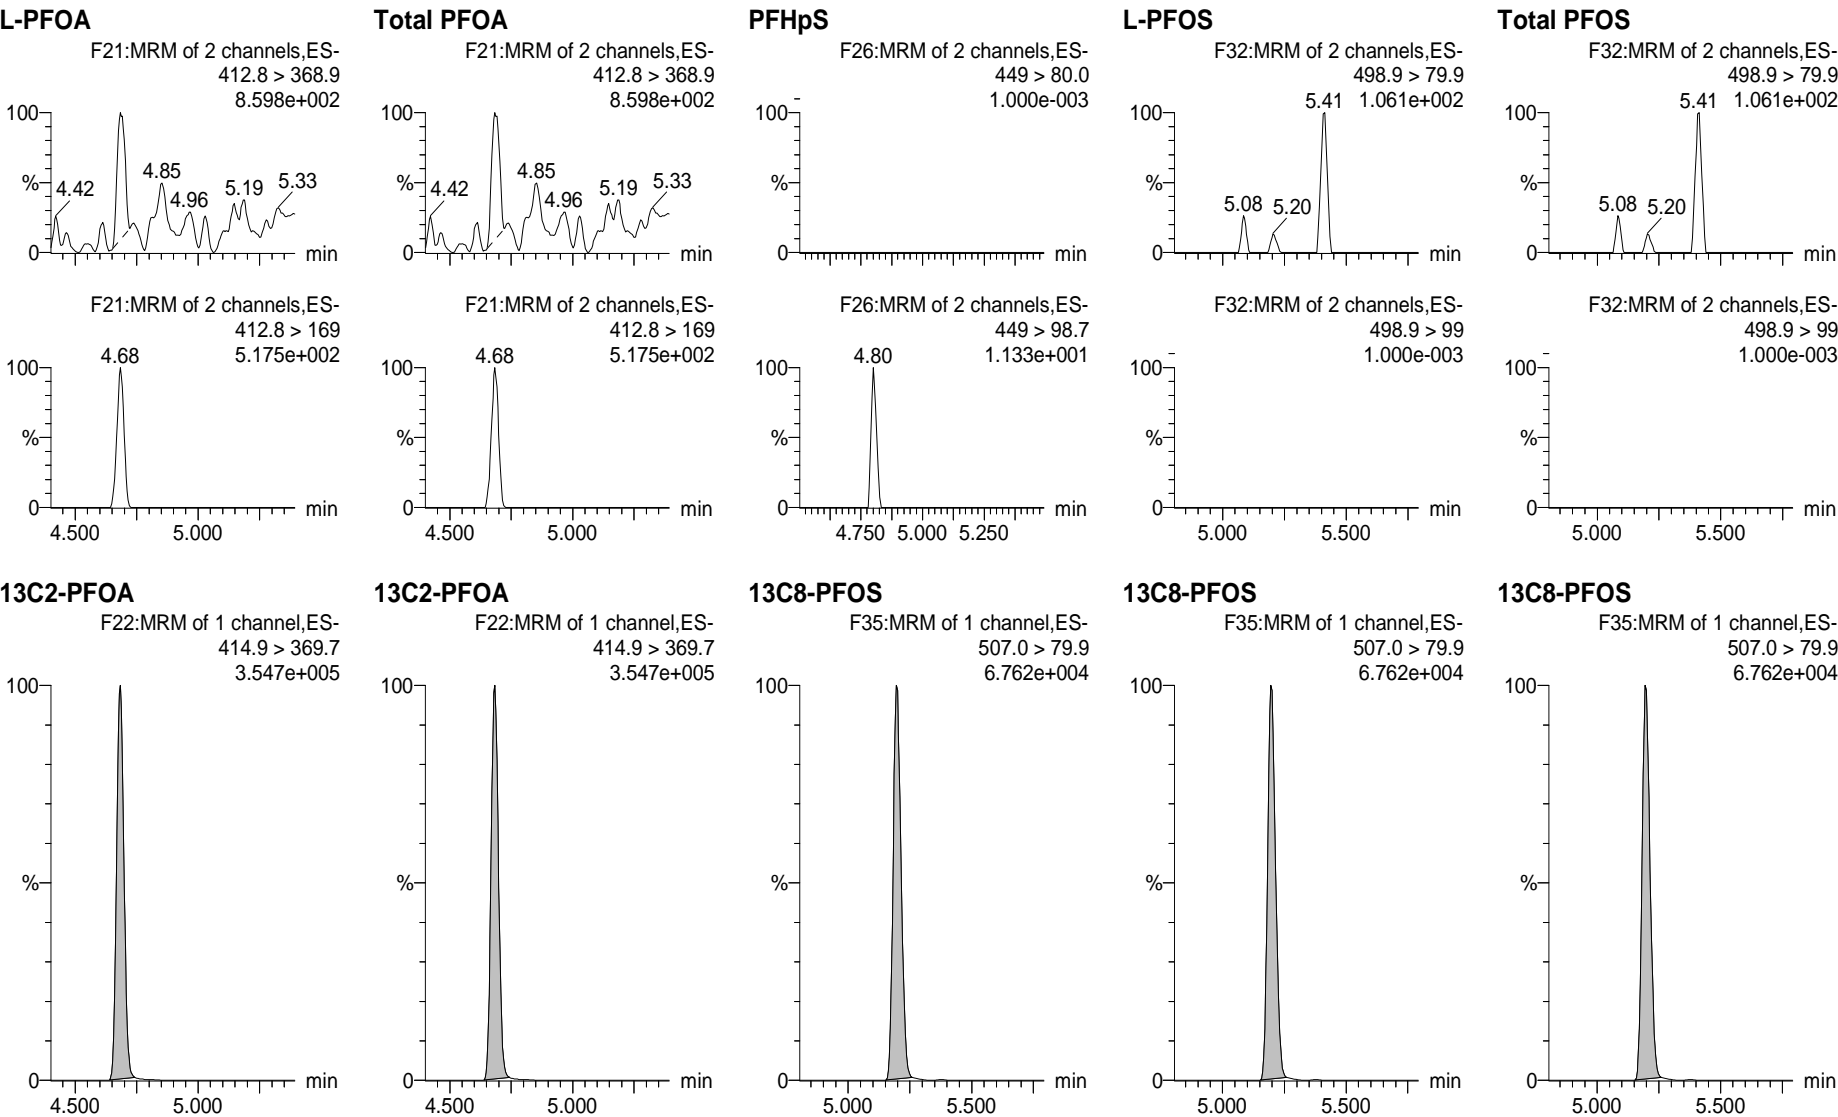 L-PFOA
F21:MRM of 2 channels,ES-
412.8 > 368.9
8.598e+002
100
%
0
4.42
4.85
4.96
5.19
5.33
min
Total PFOA
F21:MRM of 2 channels,ES-
412.8 > 368.9
8.598e+002
100
%
0
4.42
4.85
4.96
5.19
5.33
min
PFHpS
F26:MRM of 2 channels,ES-
449 > 80.0
1.000e-003
100
%
0
min
L-PFOS
F32:MRM of 2 channels,ES-
498.9 > 79.9
5.41 1.061e+002
100
%
0
5.08
5.20
min
Total PFOS
F32:MRM of 2 channels,ES-
498.9 > 79.9
5.41 1.061e+002
100
%
0
5.08
5.20
min
F21:MRM of 2 channels,ES-
412.8 > 169
5.175e+002
4.68
100
%
0
min
4.500 5.000
F21:MRM of 2 channels,ES-
412.8 > 169
5.175e+002
4.68
100
%
0
min
4.500 5.000
F26:MRM of 2 channels,ES-
449 > 98.7
1.133e+001
4.80
100
%
0
min
4.750 5.000 5.250
F32:MRM of 2 channels,ES-
498.9 > 99
1.000e-003
100
%
0
min
5.000 5.500
F32:MRM of 2 channels,ES-
498.9 > 99
1.000e-003
100
%
0
min
5.000 5.500
13C2-PFOA
F22:MRM of 1 channel,ES-
414.9 > 369.7
3.547e+005
100
%
0
min
4.500 5.000
13C2-PFOA
F22:MRM of 1 channel,ES-
414.9 > 369.7
3.547e+005
100
%
0
min
4.500 5.000
13C8-PFOS
F35:MRM of 1 channel,ES-
507.0 > 79.9
6.762e+004
100
%
0
min
5.000 5.500
13C8-PFOS
F35:MRM of 1 channel,ES-
507.0 > 79.9
6.762e+004
100
%
0
min
5.000 5.500
13C8-PFOS
F35:MRM of 1 channel,ES-
507.0 > 79.9
6.762e+004
100
%
0
min
5.000 5.500